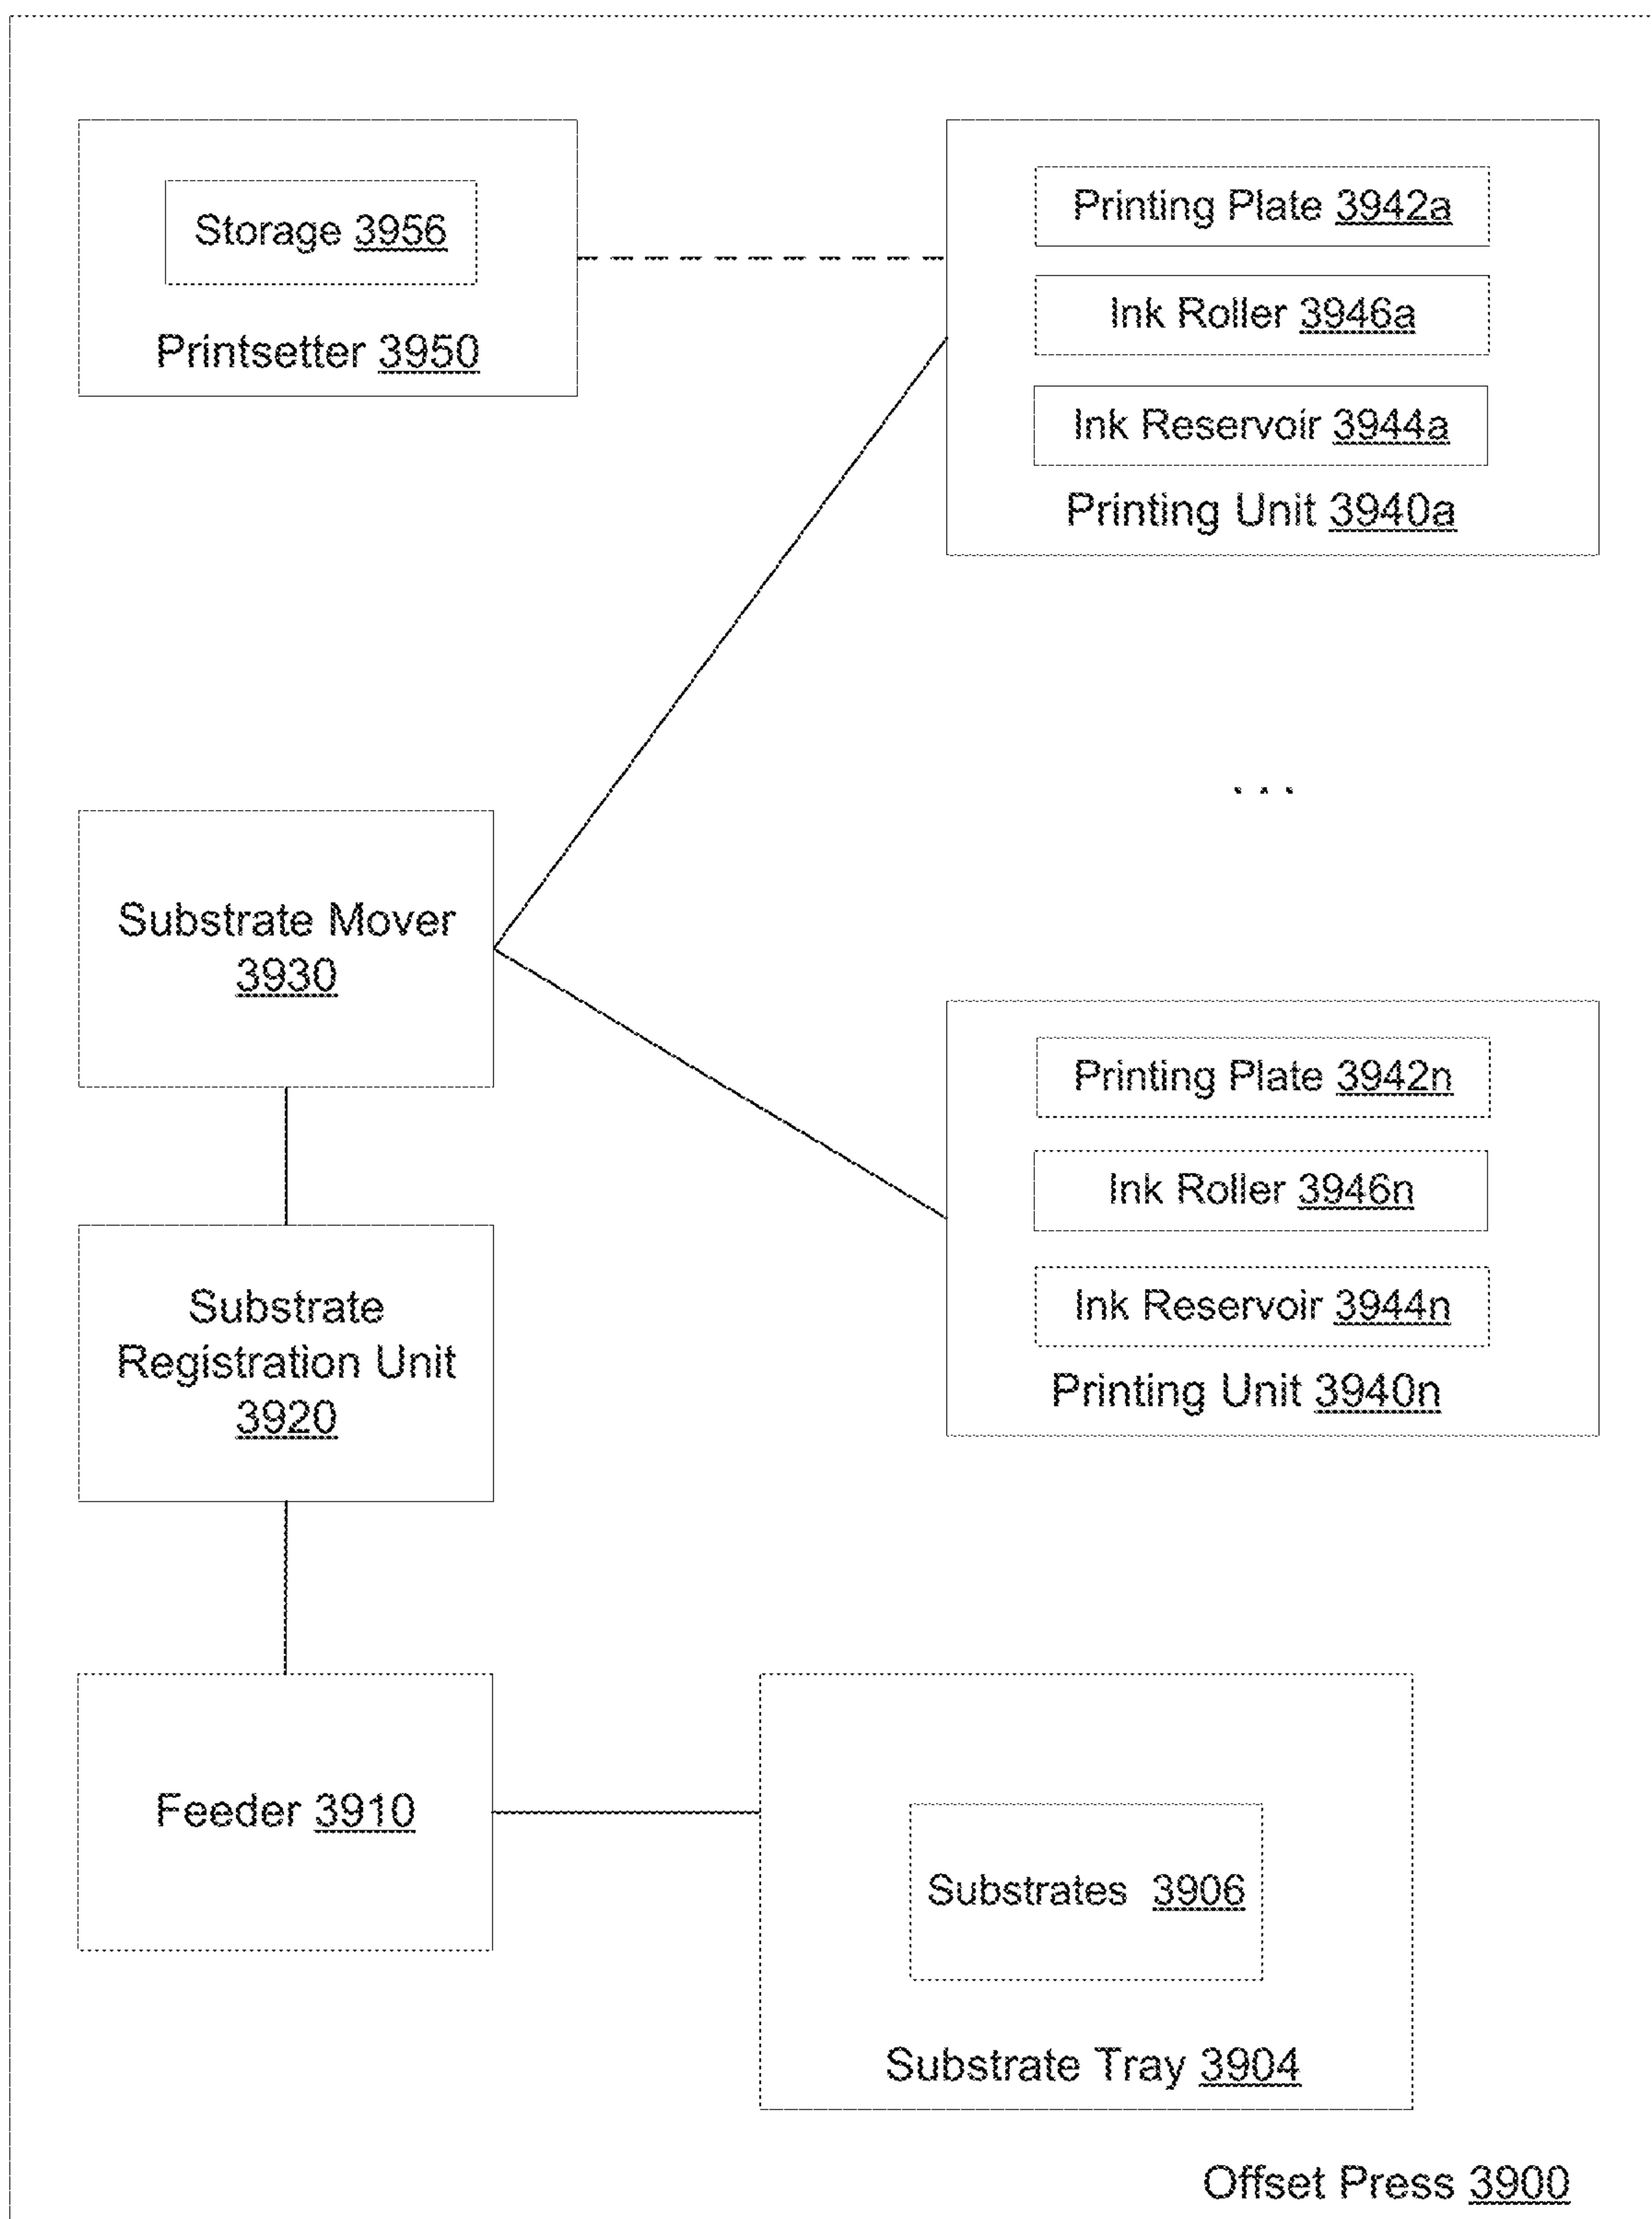 Storage 3956
Printsetter 3950
Printing Plate 3942a
Ink Roller 3946a
Ink Reservoir 3944a
Printing Unit 3940a
...
Substrate Mover
3930
Printing Plate 3942n
Ink Roller 3946n
Ink Reservoir 3944n
Printing Unit 3940n
Substrate
Registration Unit
3920
Feeder 3910
Substrates 3906
Substrate Tray 3904
Offset Press 3900